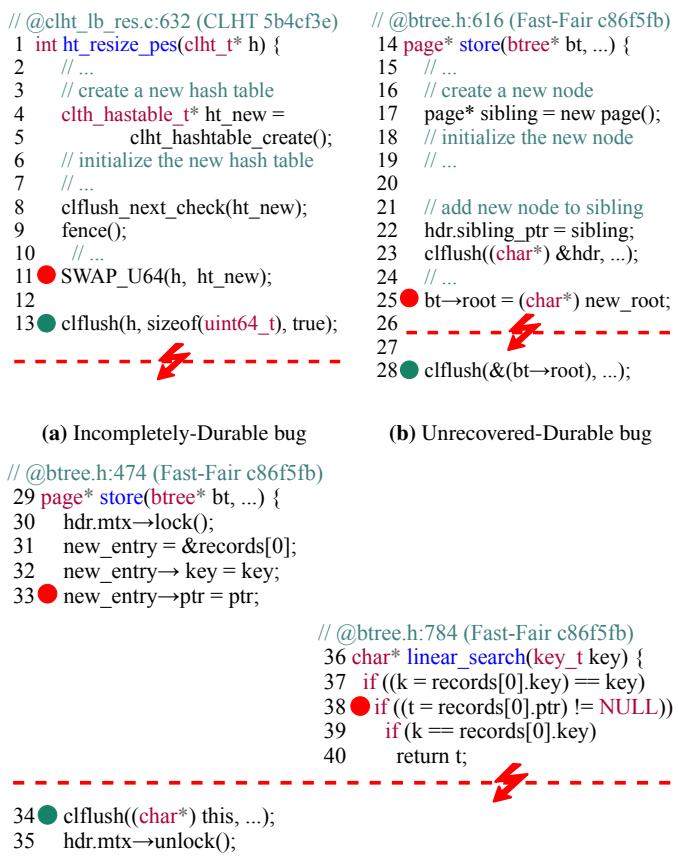 // @clht_lb_res.c:632 (CLHT 5b4cf3e)
1 int ht_resize_pes(clht_t* h) {
2 // ...
3 // create a new hash table
4 clth_hastable_t* ht_new =
5 clht_hashtable_create();
6 // initialize the new hash table
7 // ...
8 clflush_next_check(ht_new);
9 fence();
10 // ...
11 SWAP_U64(h, ht_new);
12
13 clflush(h, sizeof(uint64_t), true);
(a) Incompletely-Durable bug
// @btree.h:616 (Fast-Fair c86f5fb)
14 page* store(btree* bt, ...) {
15 // ...
16 // create a new node
17 page* sibling = new page();
18 // initialize the new node
19 // ...
20
21 // add new node to sibling
22 hdr.sibling_ptr = sibling;
23 clflush((char*) &hdr, ...);
24 // ...
25 bt→root = (char*) new_root;
26
27
28 clflush(&(bt→root), ...);
(b) Unrecovered-Durable bug
// @btree.h:474 (Fast-Fair c86f5fb)
29 page* store(btree* bt, ...) {
30 hdr.mtx→lock();
31 new_entry = &records[0];
32 new_entry→ key = key;
33 new_entry→ptr = ptr;
// @btree.h:784 (Fast-Fair c86f5fb)
36 char* linear_search(key_t key) {
37 if ((k = records[0].key) == key)
38 if ((t = records[0].ptr) != NULL))
39 if (k == records[0].key)
40 return t;
34 clflush((char*) this, ...);
35 hdr.mtx→unlock();